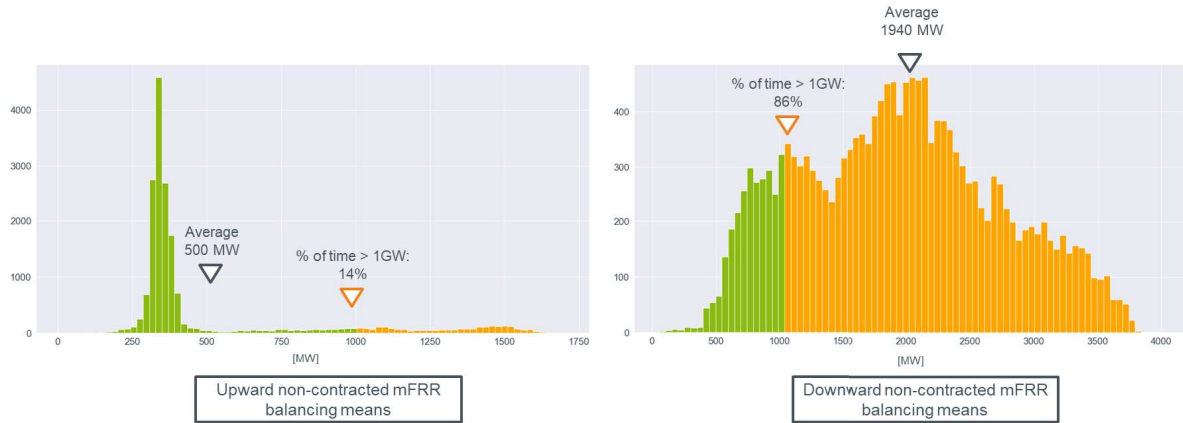 Average
500 MW
% of time > 1GW:
14%
4000
3000
2000
1000
0
0
250
500
750
1000
1250
1500
1750
[MW]
Upward non-contracted mFRR
balancing means
Average
1940 MW
% of time > 1GW:
86%
400
300
200
100
0
0
500
1000
1500
2000
2500
3000
3500
4000
[MW]
Downward non-contracted mFRR
balancing means